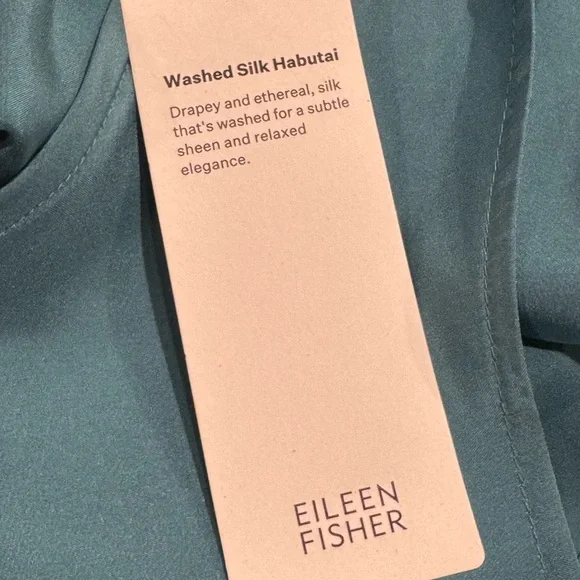 Washed Silk Habutai
Drapey and ethereal, silk
that's washed for a subtle
sheen and relaxed
elegance.
EILEEN
FISHER